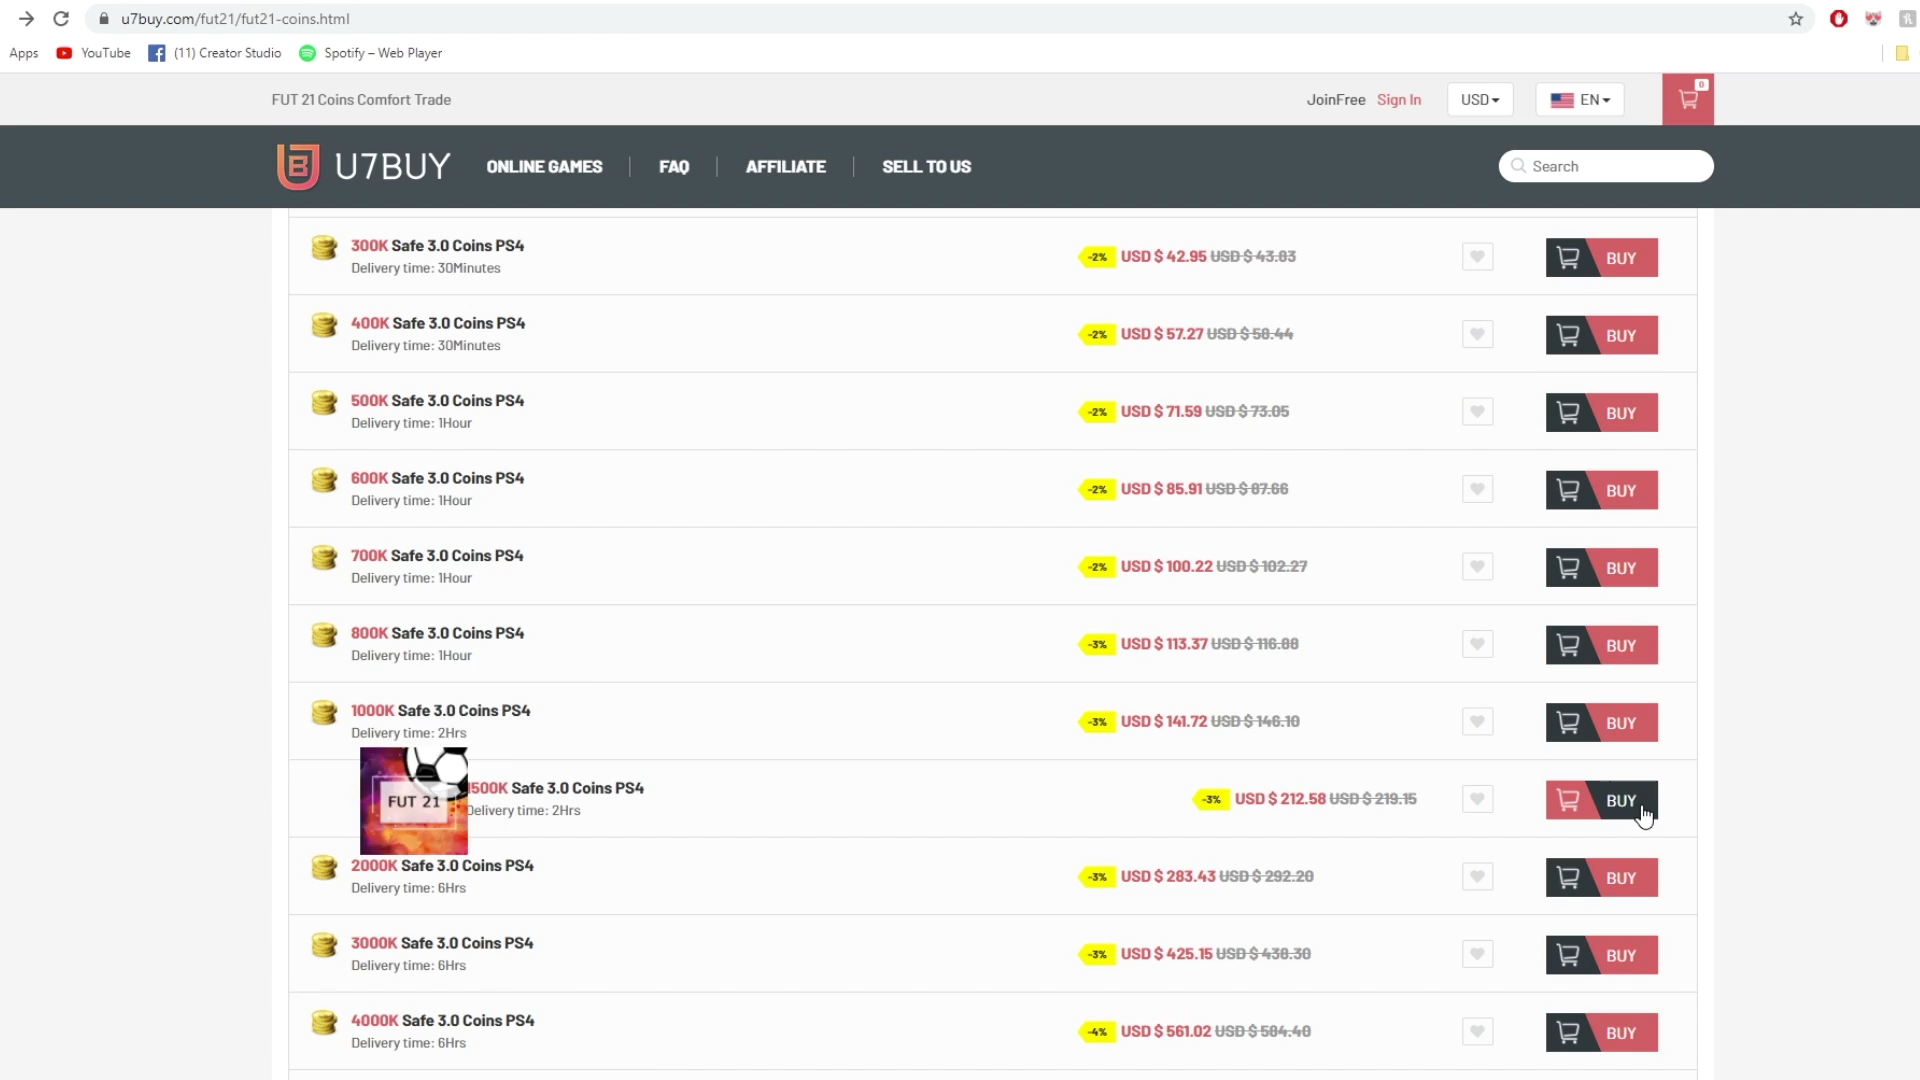 u7buy.com/fut21/fut21-coins.html
Apps YouTube (11) Creator Studio Spotify – Web Player
FUT 21 Coins Comfort Trade JoinFree Sign In USD EN 0
U7BUY ONLINE GAMES FAQ AFFILIATE SELL TO US Search
300K Safe 3.0 Coins PS4
Delivery time: 30Minutes
-2% USD $ 42.95 USD $ 43.83 BUY
400K Safe 3.0 Coins PS4
Delivery time: 30Minutes
-2% USD $ 57.27 USD $ 58.44 BUY
500K Safe 3.0 Coins PS4
Delivery time: 1Hour
-2% USD $ 71.59 USD $ 73.05 BUY
600K Safe 3.0 Coins PS4
Delivery time: 1Hour
-2% USD $ 85.91 USD $ 87.66 BUY
700K Safe 3.0 Coins PS4
Delivery time: 1Hour
-2% USD $ 100.22 USD $ 102.27 BUY
800K Safe 3.0 Coins PS4
Delivery time: 1Hour
-3% USD $ 113.37 USD $ 116.88 BUY
1000K Safe 3.0 Coins PS4
Delivery time: 2Hrs
-3% USD $ 141.72 USD $ 146.10 BUY
FUT 21
1500K Safe 3.0 Coins PS4
Delivery time: 2Hrs
-3% USD $ 212.58 USD $ 219.15 BUY
2000K Safe 3.0 Coins PS4
Delivery time: 6Hrs
-3% USD $ 283.43 USD $ 292.20 BUY
3000K Safe 3.0 Coins PS4
Delivery time: 6Hrs
-3% USD $ 425.15 USD $ 438.30 BUY
4000K Safe 3.0 Coins PS4
Delivery time: 6Hrs
-4% USD $ 561.02 USD $ 584.40 BUY